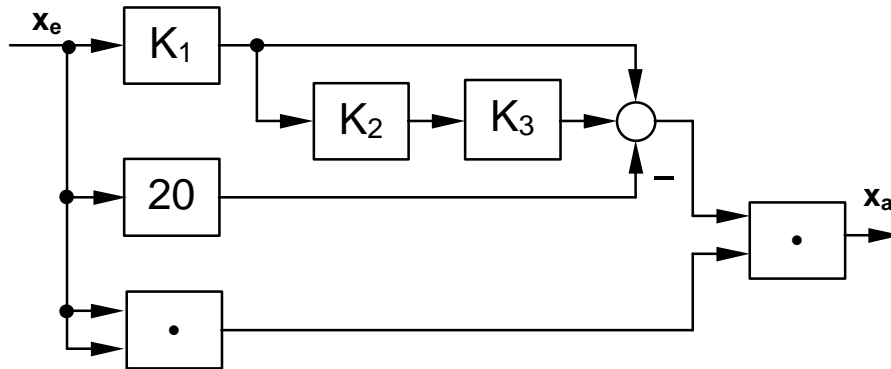 xₑ
K₁
K₂
K₃
20
−
xₐ
·
·